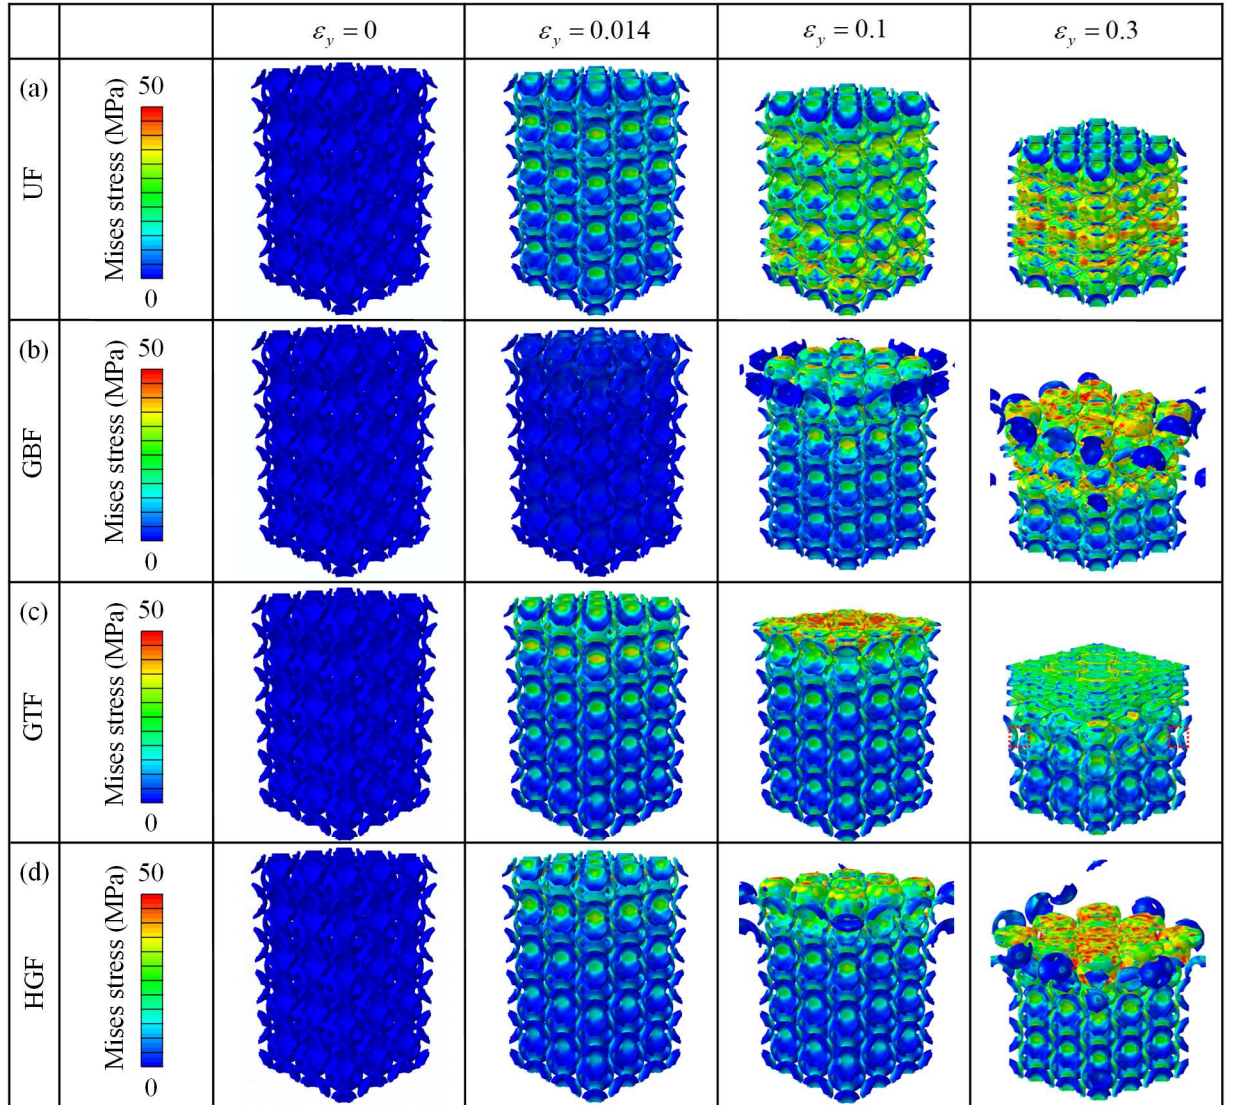 ε_y = 0
ε_y = 0.014
ε_y = 0.1
ε_y = 0.3
(a)
UF
Mises stress (MPa)
50
0
(b)
GBF
Mises stress (MPa)
50
0
(c)
GTF
Mises stress (MPa)
50
0
(d)
HGF
Mises stress (MPa)
50
0